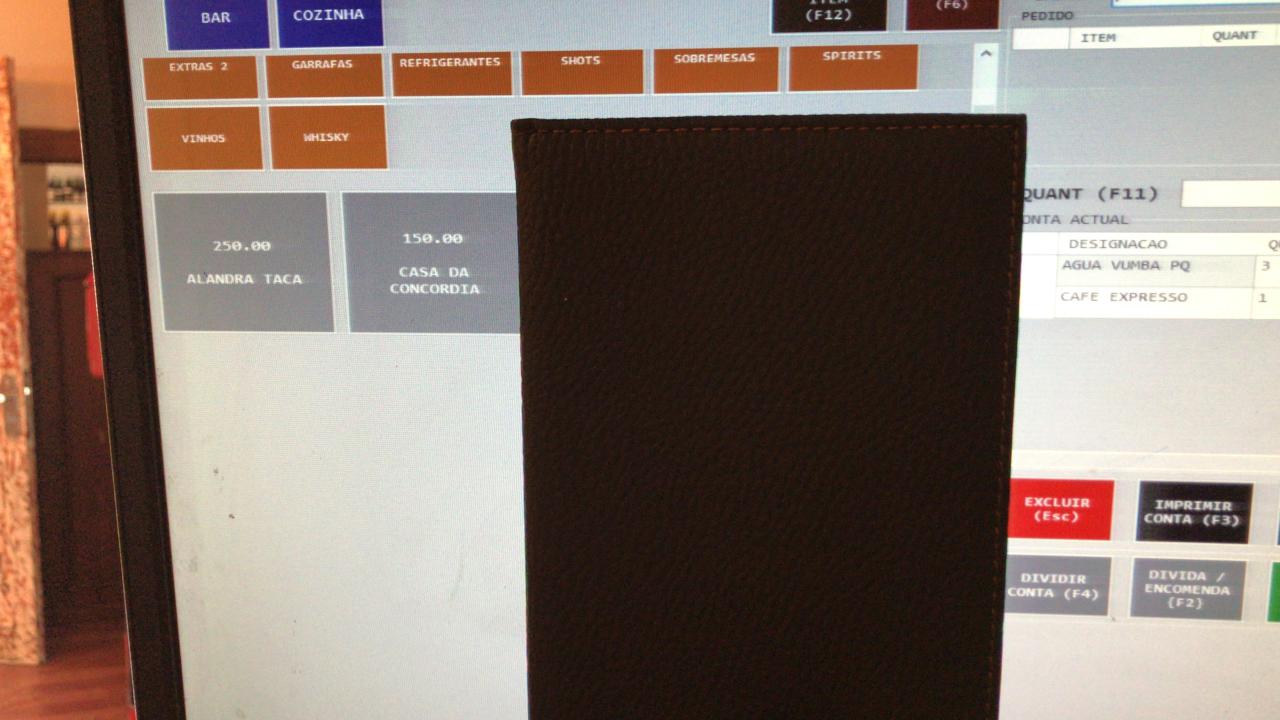 BAR
COZINHA
ITEM
(F12)
(F6)
PEDIDO
ITEM
QUANT
EXTRAS 2
GARRAFAS
REFRIGERANTES
SHOTS
SOBREMESAS
SPIRITS
VINHOS
WHISKY
250.00
ALANDRA TACA
150.00
CASA DA
CONCORDIA
QUANT (F11)
ONTA ACTUAL
DESIGNACAO
AGUA VUMBA PQ
3
CAFE EXPRESSO
1
EXCLUIR
(Esc)
IMPRIMIR
CONTA (F3)
DIVIDIR
CONTA (F4)
DIVIDA /
ENCOMENDA
(F2)